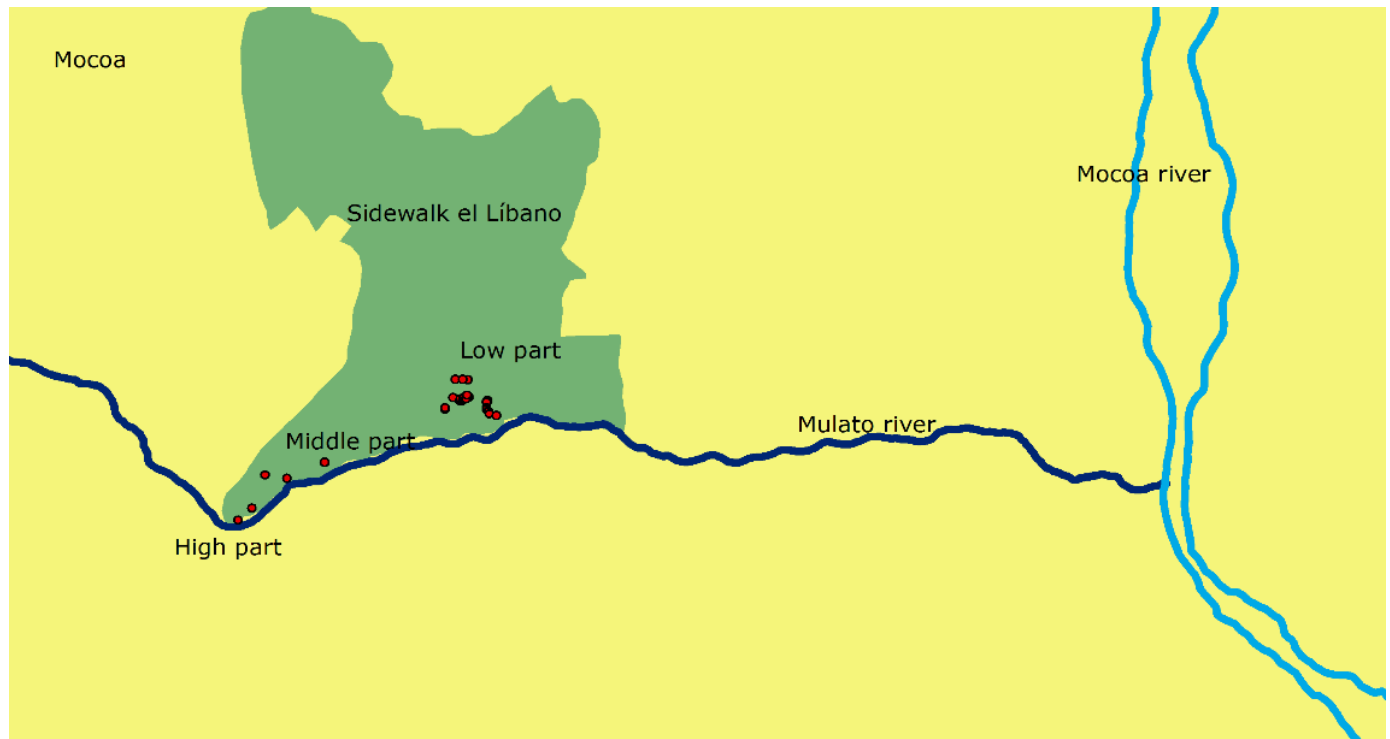 Mocoa
Mocoa river
Sidewalk el Líbano
Low part
Mulato river
Middle part
High part